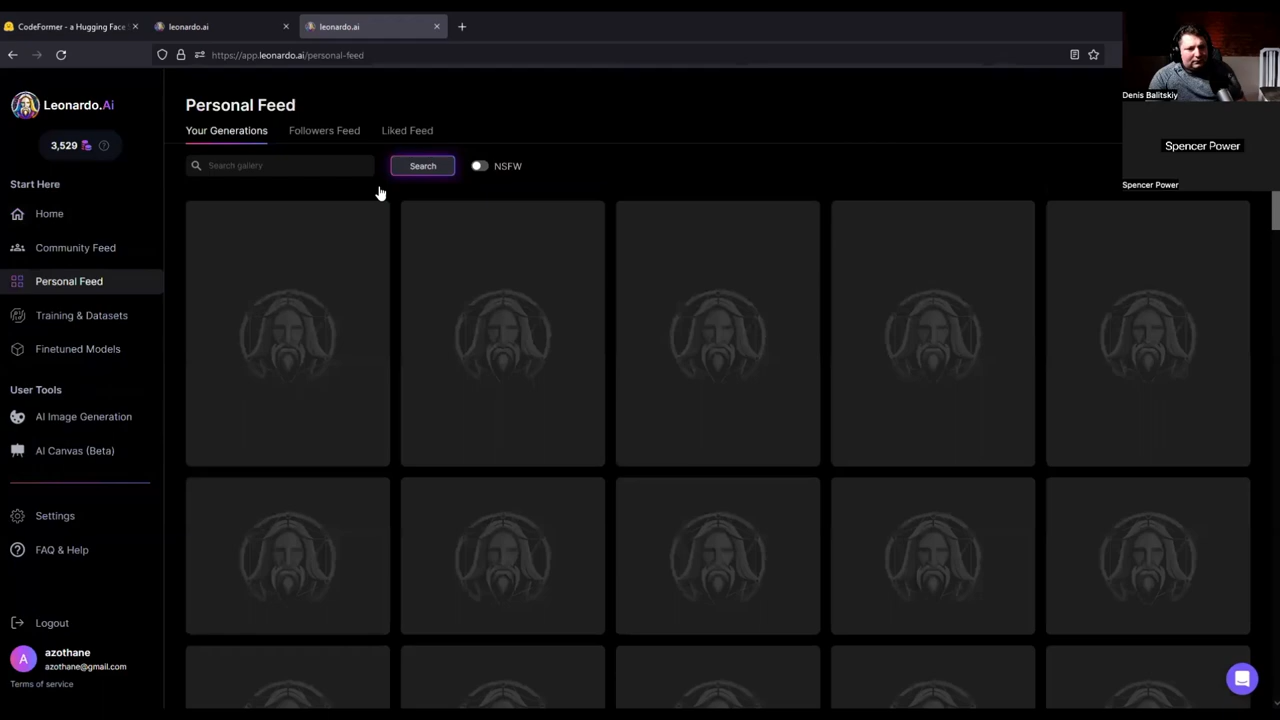 CodeFormer - a Hugging Face
leonardo.ai
leonardo.ai
https://app.leonardo.ai/personal-feed
Denis Balitskiy
Spencer Power
Spencer Power
Leonardo.Ai
3,529
Start Here
Home
Community Feed
Personal Feed
Training & Datasets
Finetuned Models
User Tools
AI Image Generation
AI Canvas (Beta)
Settings
FAQ & Help
Logout
A
azothane
azothane@gmail.com
Terms of service
Personal Feed
Your Generations Followers Feed Liked Feed
Search gallery Search NSFW